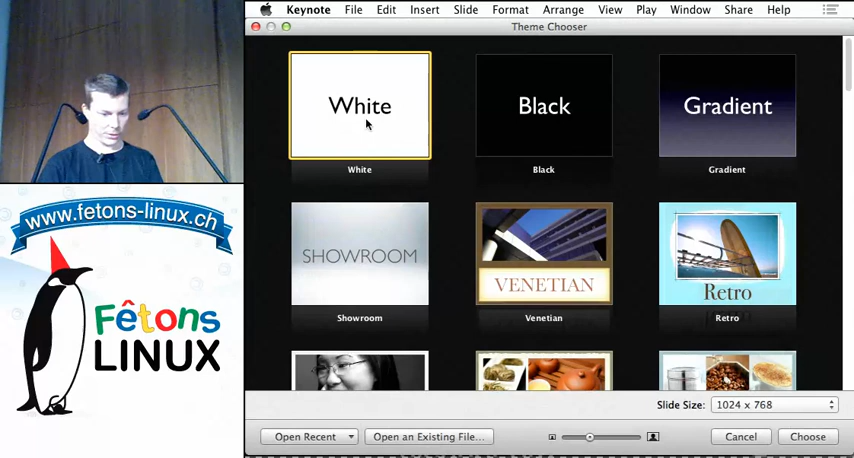 Keynote File Edit Insert Slide Format Arrange View Play Window Share Help
Theme Chooser
White
Black
Gradient
White
Black
Gradient
www.fetons-linux.ch
SHOWROOM
VENETIAN
Retro
Showroom
Venetian
Retro
Fêtons
LINUX
Slide Size: 1024 x 768
Open Recent
Open an Existing File...
Cancel
Choose